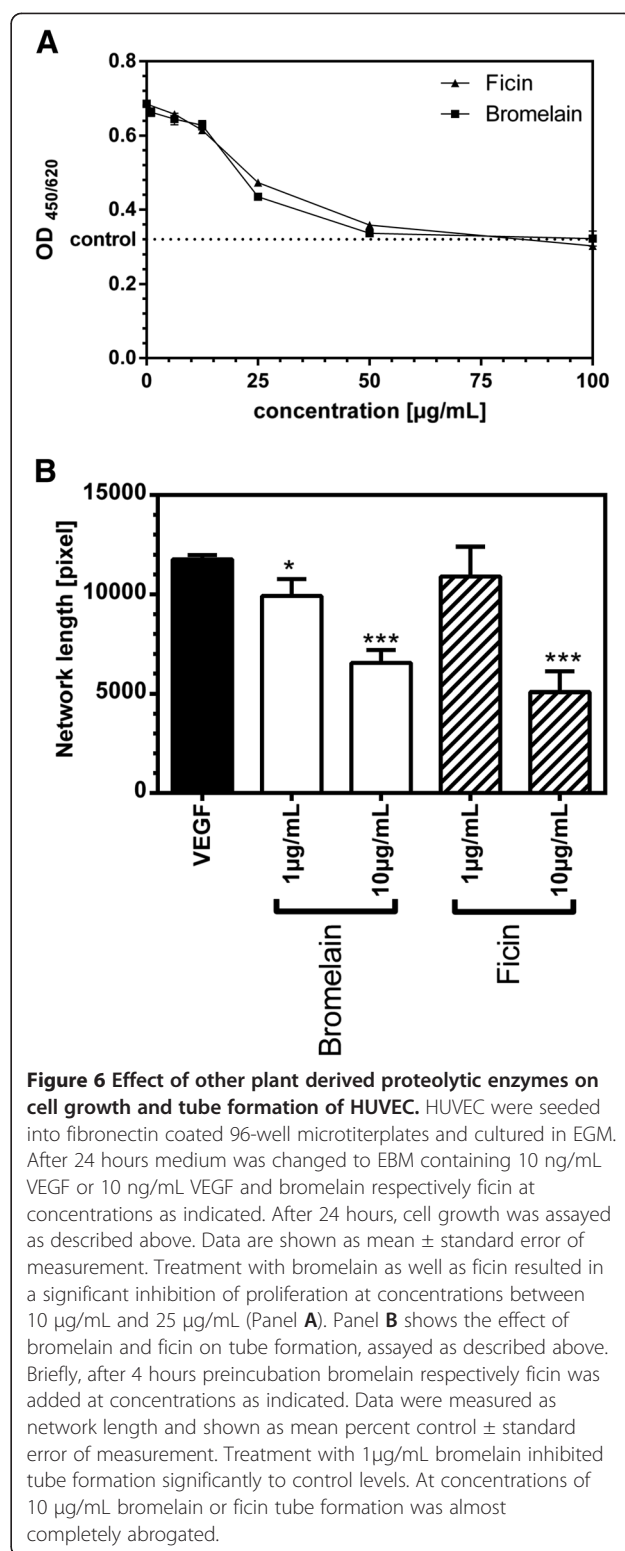 A
0.8
0.6
0.4
control
0.2
0.0
OD 450/620
Ficin
Bromelain
0
25
50
75
100
concentration [µg/mL]
B
15000
10000
5000
0
Network length [pixel]
*
***
***
VEGF
1µg/mL
10µg/mL
1µg/mL
10µg/mL
Bromelain
Ficin
Figure 6 Effect of other plant derived proteolytic enzymes on
cell growth and tube formation of HUVEC. HUVEC were seeded
into fibronectin coated 96-well microtiterplates and cultured in EGM.
After 24 hours medium was changed to EBM containing 10 ng/mL
VEGF or 10 ng/mL VEGF and bromelain respectively ficin at
concentrations as indicated. After 24 hours, cell growth was assayed
as described above. Data are shown as mean ± standard error of
measurement. Treatment with bromelain as well as ficin resulted in
a significant inhibition of proliferation at concentrations between
10 µg/mL and 25 µg/mL (Panel A). Panel B shows the effect of
bromelain and ficin on tube formation, assayed as described above.
Briefly, after 4 hours preincubation bromelain respectively ficin was
added at concentrations as indicated. Data were measured as
network length and shown as mean percent control ± standard
error of measurement. Treatment with 1µg/mL bromelain inhibited
tube formation significantly to control levels. At concentrations of
10 µg/mL bromelain or ficin tube formation was almost
completely abrogated.